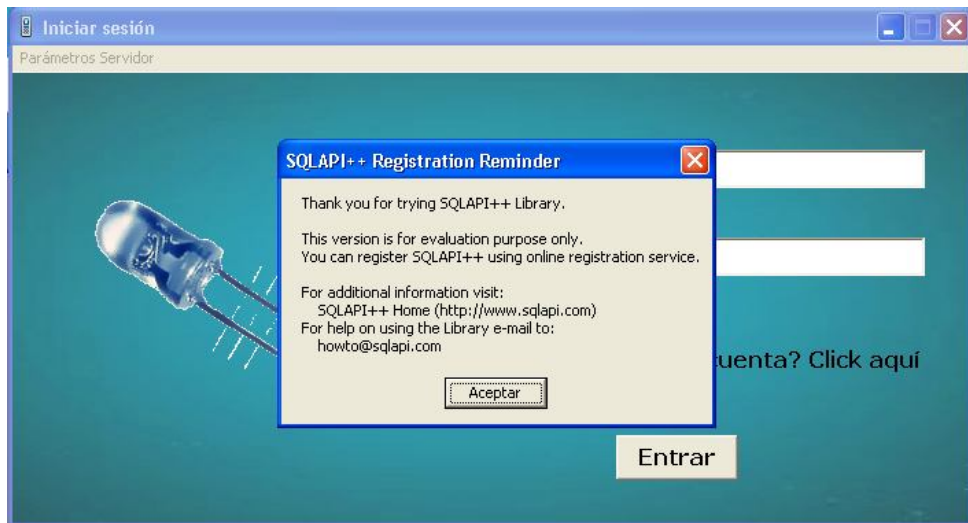 Iniciar sesión
Parámetros Servidor
SQLAPI++ Registration Reminder
Thank you for trying SQLAPI++ Library.
This version is for evaluation purpose only.
You can register SQLAPI++ using online registration service.
For additional information visit:
SQLAPI++ Home (http://www.sqlapi.com)
For help on using the Library e-mail to:
howto@sqlapi.com
Aceptar
cuenta? Click aquí
Entrar